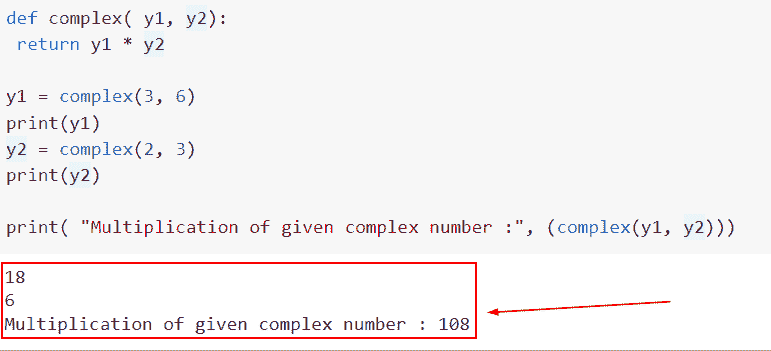 def complex( y1, y2):
 return y1 * y2
y1 = complex(3, 6)
print(y1)
y2 = complex(2, 3)
print(y2)
print( "Multiplication of given complex number :", (complex(y1, y2)))
18
6
Multiplication of given complex number : 108